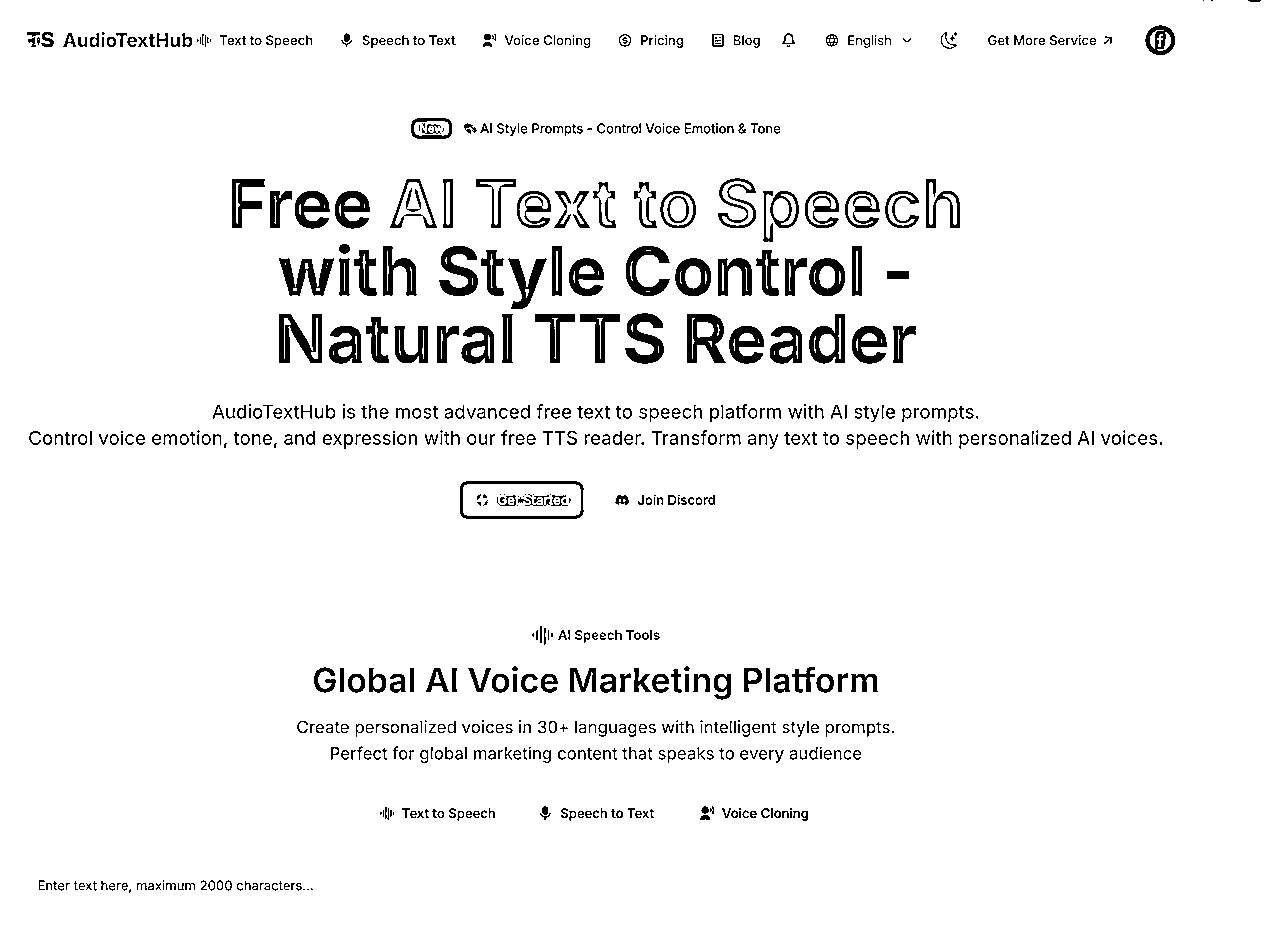 TS AudioTextHub Text to Speech Speech to Text Voice Cloning Pricing Blog English Get More Service
New AI Style Prompts - Control Voice Emotion & Tone
Free AI Text to Speech
with Style Control -
Natural TTS Reader
AudioTextHub is the most advanced free text to speech platform with AI style prompts.
Control voice emotion, tone, and expression with our free TTS reader. Transform any text to speech with personalized AI voices.
Get Started Join Discord
AI Speech Tools
Global AI Voice Marketing Platform
Create personalized voices in 30+ languages with intelligent style prompts.
Perfect for global marketing content that speaks to every audience
Text to Speech Speech to Text Voice Cloning
Enter text here, maximum 2000 characters...